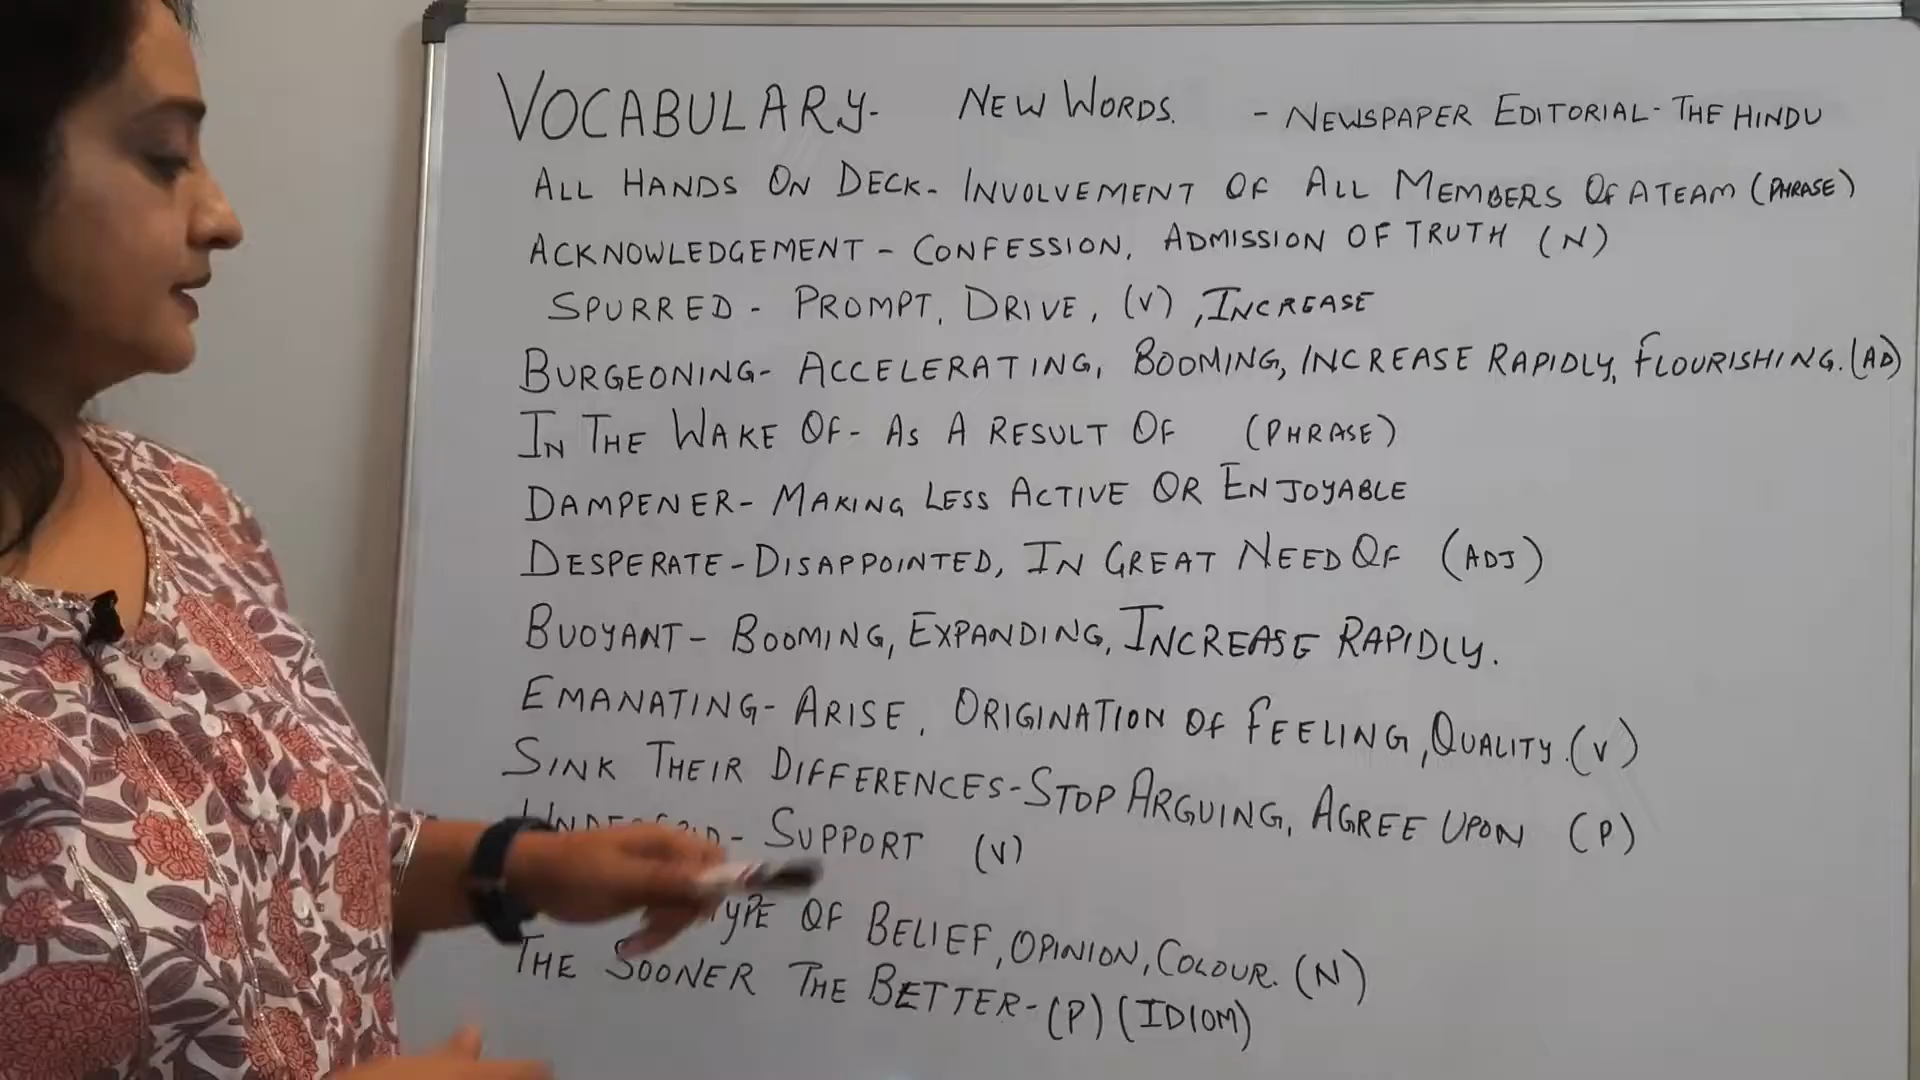 VOCABULARY- NEW WORDS. - NEWSPAPER EDITORIAL - THE HINDU
ALL HANDS ON DECK - INVOLVEMENT OF ALL MEMBERS OF A TEAM (PHRASE)
ACKNOWLEDGEMENT - CONFESSION, ADMISSION OF TRUTH (N)
SPURRED - PROMPT, DRIVE, (V), INCREASE
BURGEONING - ACCELERATING, BOOMING, INCREASE RAPIDLY, FLOURISHING. (AD)
IN THE WAKE OF - AS A RESULT OF (PHRASE)
DAMPENER - MAKING LESS ACTIVE OR ENJOYABLE
DESPERATE - DISAPPOINTED, IN GREAT NEED OF (ADJ)
BUOYANT - BOOMING, EXPANDING, INCREASE RAPIDLY.
EMANATING - ARISE, ORIGINATION OF FEELING, QUALITY. (V)
SINK THEIR DIFFERENCES - STOP ARGUING, AGREE UPON (P)
- SUPPORT (V)
TYPE OF BELIEF, OPINION, COLOUR. (N)
THE SOONER THE BETTER - (P) (IDIOM)